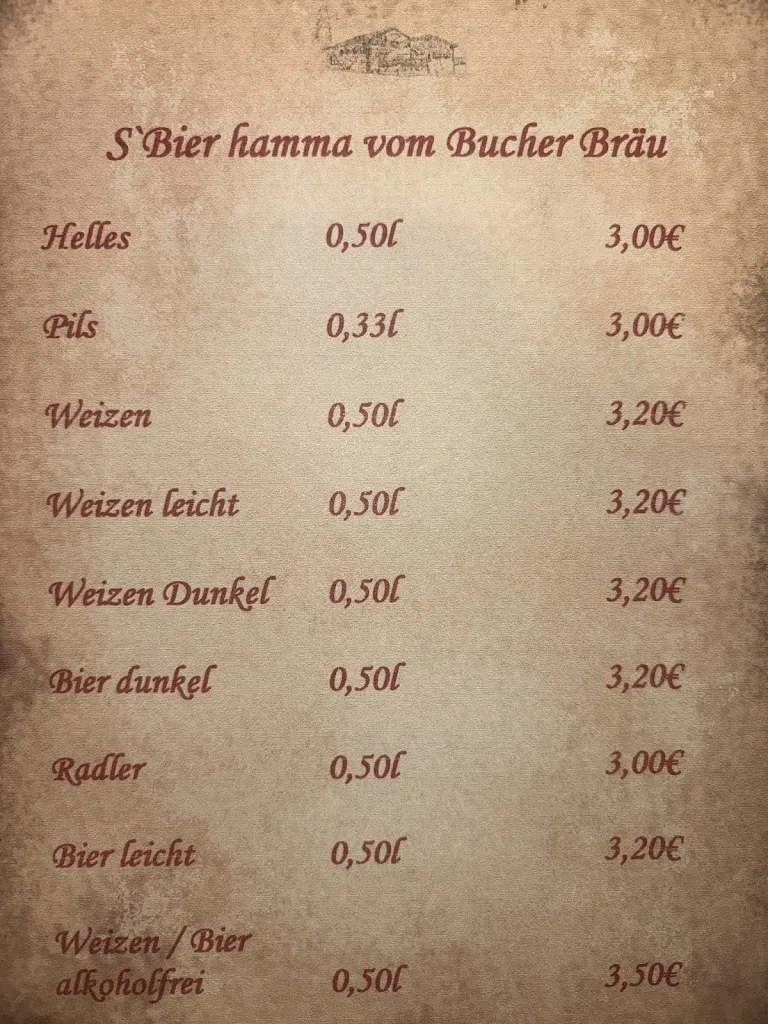 S`Bier hamma vom Bucher Bräu
Helles 0,50l 3,00€
Pils 0,33l 3,00€
Weizen 0,50l 3,20€
Weizen leicht 0,50l 3,20€
Weizen Dunkel 0,50l 3,20€
Bier dunkel 0,50l 3,20€
Radler 0,50l 3,00€
Bier leicht 0,50l 3,20€
Weizen / Bier
alkoholfrei 0,50l 3,50€